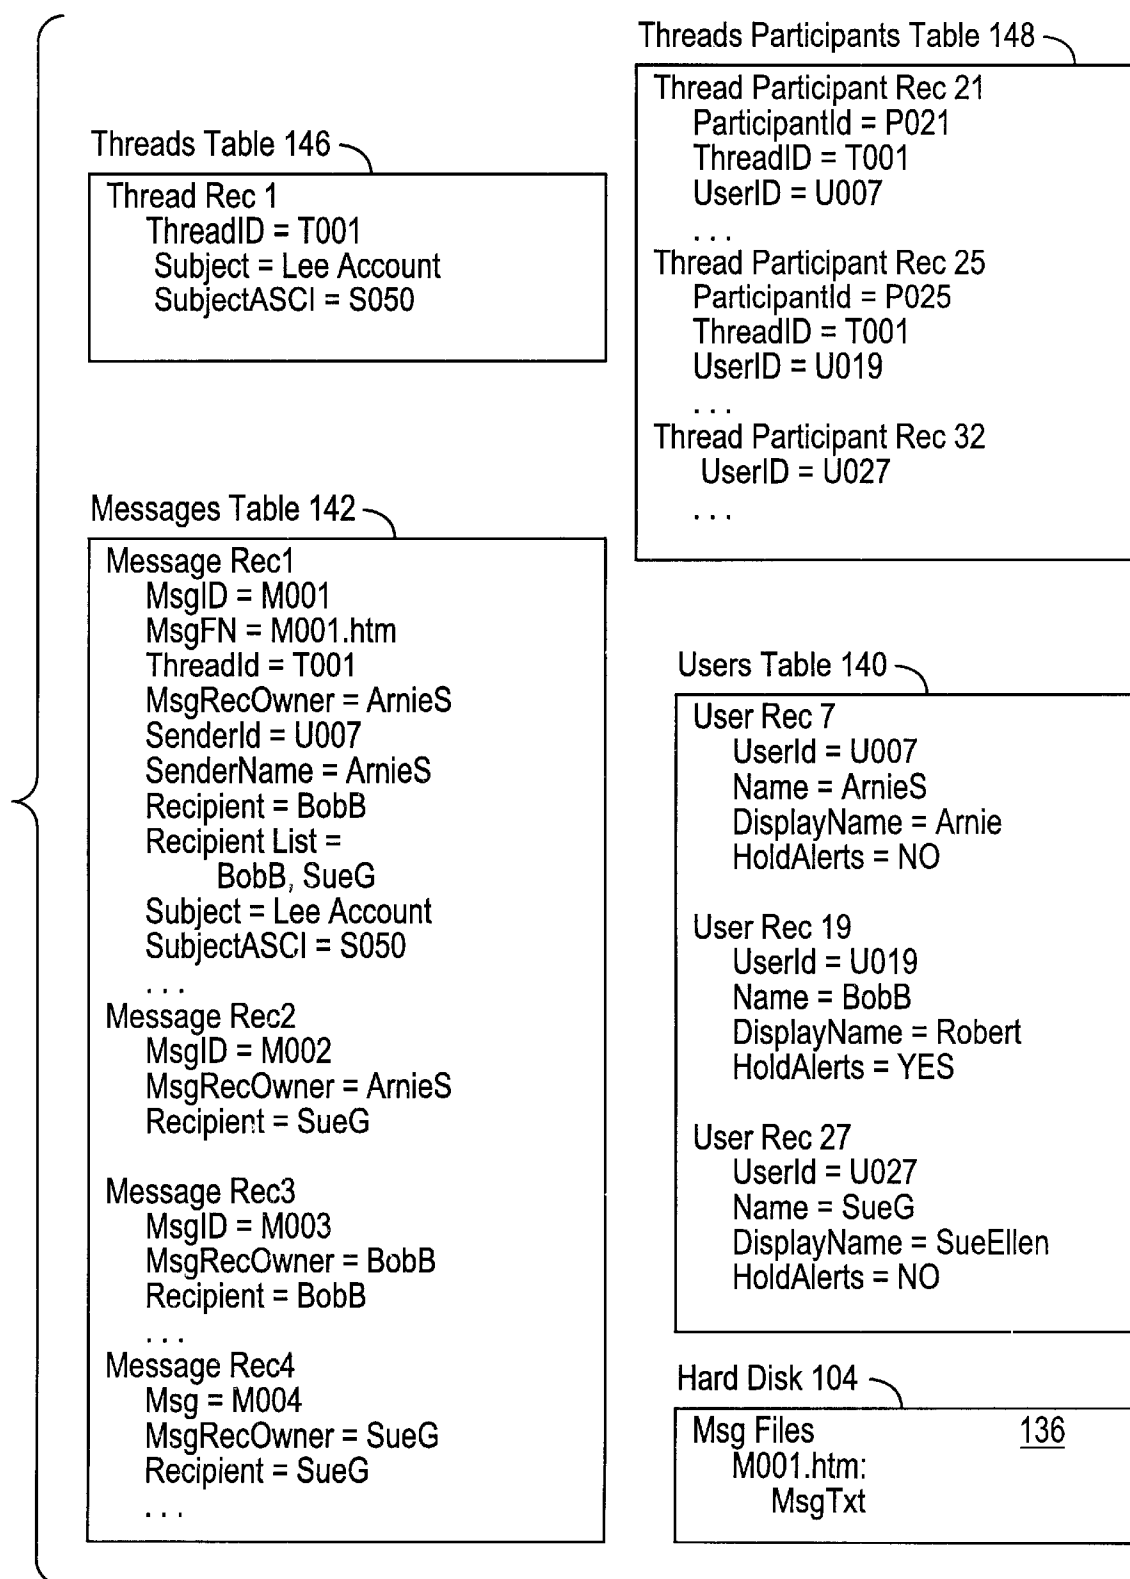 Threads Participants Table 148
Thread Participant Rec 21
ParticipantId = P021
ThreadID = T001
UserID = U007
. . .
Thread Participant Rec 25
ParticipantId = P025
ThreadID = T001
UserID = U019
. . .
Thread Participant Rec 32
UserID = U027
. . .
Threads Table 146
Thread Rec 1
ThreadID = T001
Subject = Lee Account
SubjectASCI = S050
Messages Table 142
Message Rec1
MsgID = M001
MsgFN = M001.htm
ThreadId = T001
MsgRecOwner = ArnieS
SenderId = U007
SenderName = ArnieS
Recipient = BobB
Recipient List =
BobB, SueG
Subject = Lee Account
SubjectASCI = S050
. . .
Message Rec2
MsgID = M002
MsgRecOwner = ArnieS
Recipient = SueG
Message Rec3
MsgID = M003
MsgRecOwner = BobB
Recipient = BobB
. . .
Message Rec4
Msg = M004
MsgRecOwner = SueG
Recipient = SueG
. . .
Users Table 140
User Rec 7
UserId = U007
Name = ArnieS
DisplayName = Arnie
HoldAlerts = NO
User Rec 19
UserId = U019
Name = BobB
DisplayName = Robert
HoldAlerts = YES
User Rec 27
UserId = U027
Name = SueG
DisplayName = SueEllen
HoldAlerts = NO
Hard Disk 104
Msg Files 136
M001.htm:
MsgTxt